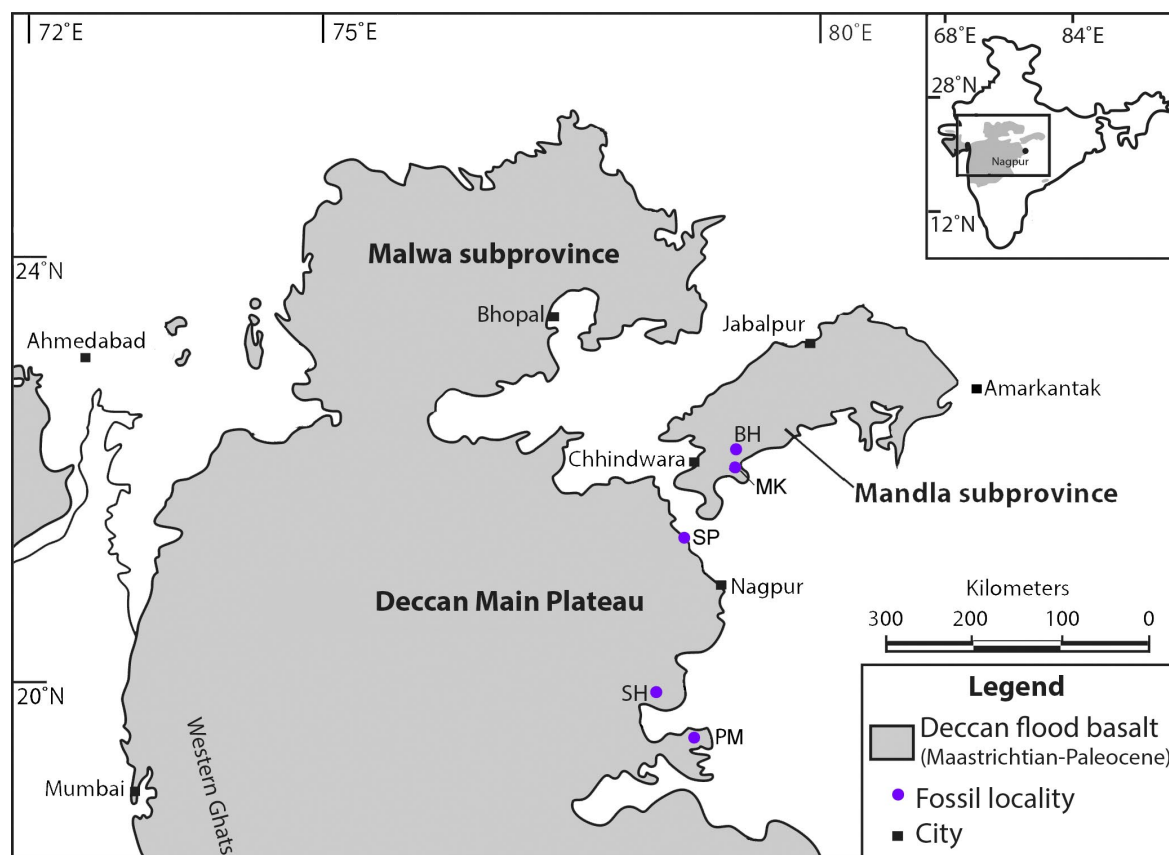 72˚E
75˚E
80˚E
68˚E
84˚E
28˚N
Nagpur
12˚N
24˚N
Malwa subprovince
Bhopal
Ahmedabad
Jabalpur
Amarkantak
BH
Chhindwara
MK
Mandla subprovince
SP
Nagpur
Deccan Main Plateau
Kilometers
300 200 100 0
20˚N
SH
PM
Western Ghats
Mumbai
Legend
Deccan flood basalt
(Maastrichtian-Paleocene)
Fossil locality
City